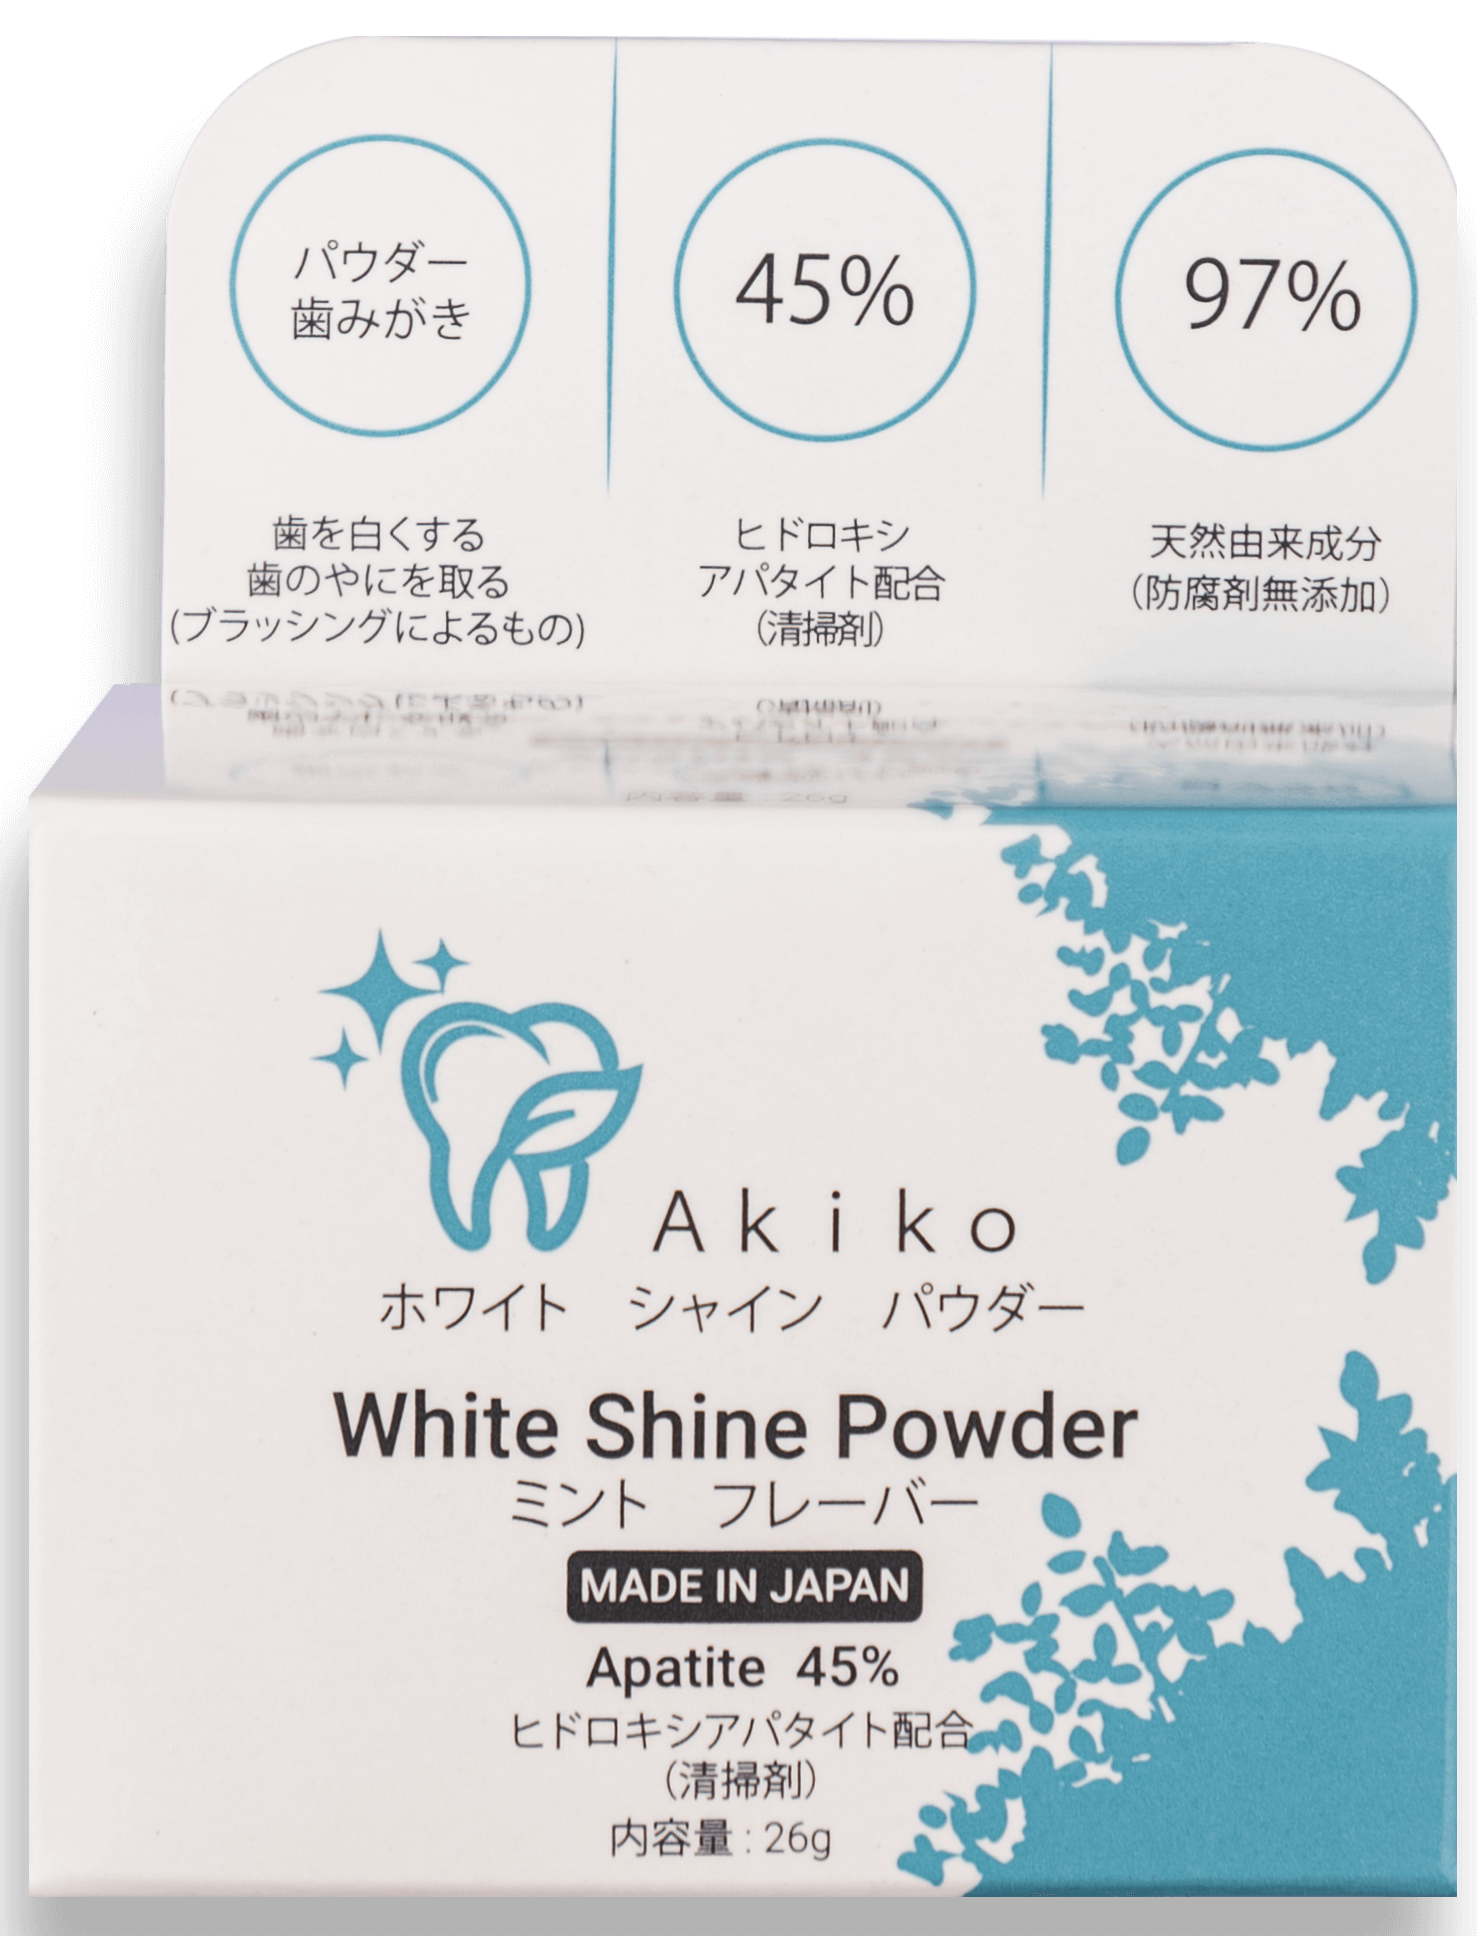 パウダー
歯みがき
歯を白くする
歯のやにを取る
(ブラッシングによるもの)
45%
ヒドロキシ
アパタイト配合
(清掃剤)
97%
天然由来成分
(防腐剤無添加)
Akiko
ホワイト シャイン パウダー
White Shine Powder
ミント フレーバー
MADE IN JAPAN
Apatite 45%
ヒドロキシアパタイト配合
(清掃剤)
内容量 : 26g